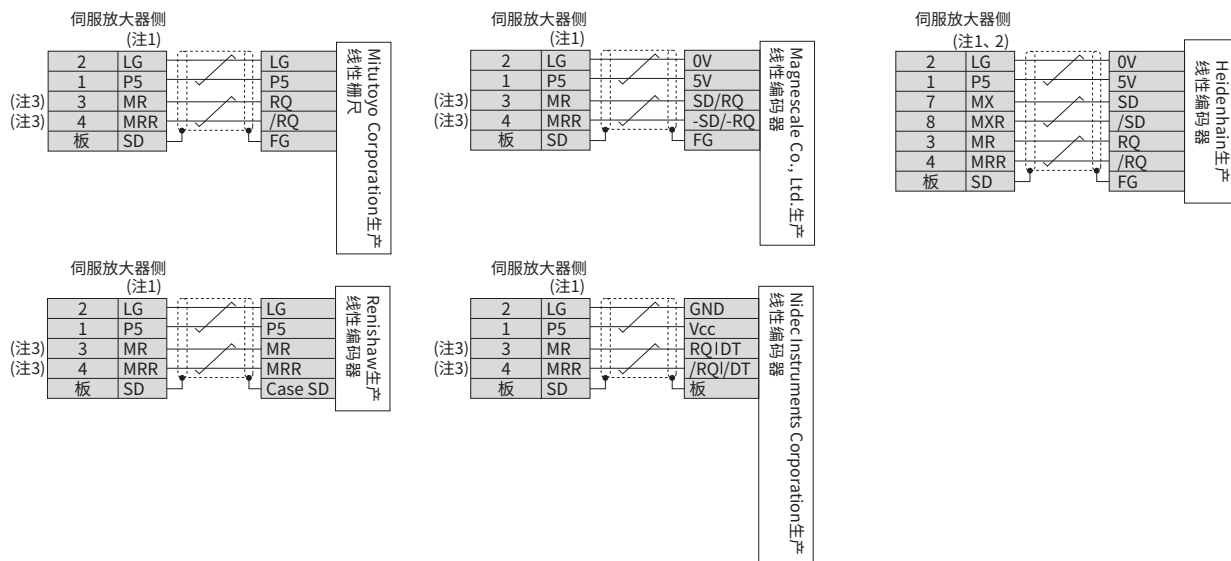 伺服放大器侧
(注1)
2 LG LG
1 P5 P5
(注3) 3 MR RQ
(注3) 4 MRR /RQ
板 SD FG
Mitutoyo Corporation生产
线性栅尺
伺服放大器侧
(注1)
2 LG 0V
1 P5 5V
(注3) 3 MR SD/RQ
(注3) 4 MRR -SD/-RQ
板 SD FG
Magnescale Co., Ltd.生产
线性编码器
伺服放大器侧
(注1、2)
2 LG 0V
1 P5 5V
7 MX SD
8 MXR /SD
3 MR RQ
4 MRR /RQ
板 SD FG
Heidenhain生产
线性编码器
伺服放大器侧
(注1)
2 LG LG
1 P5 P5
(注3) 3 MR MR
(注3) 4 MRR MRR
板 SD Case SD
Renishaw生产
线性编码器
伺服放大器侧
(注1)
2 LG GND
1 P5 Vcc
(注3) 3 MR RQ|DT
(注3) 4 MRR /RQ|/DT
板 SD 板
Nidec Instruments Corporation生产
线性编码器